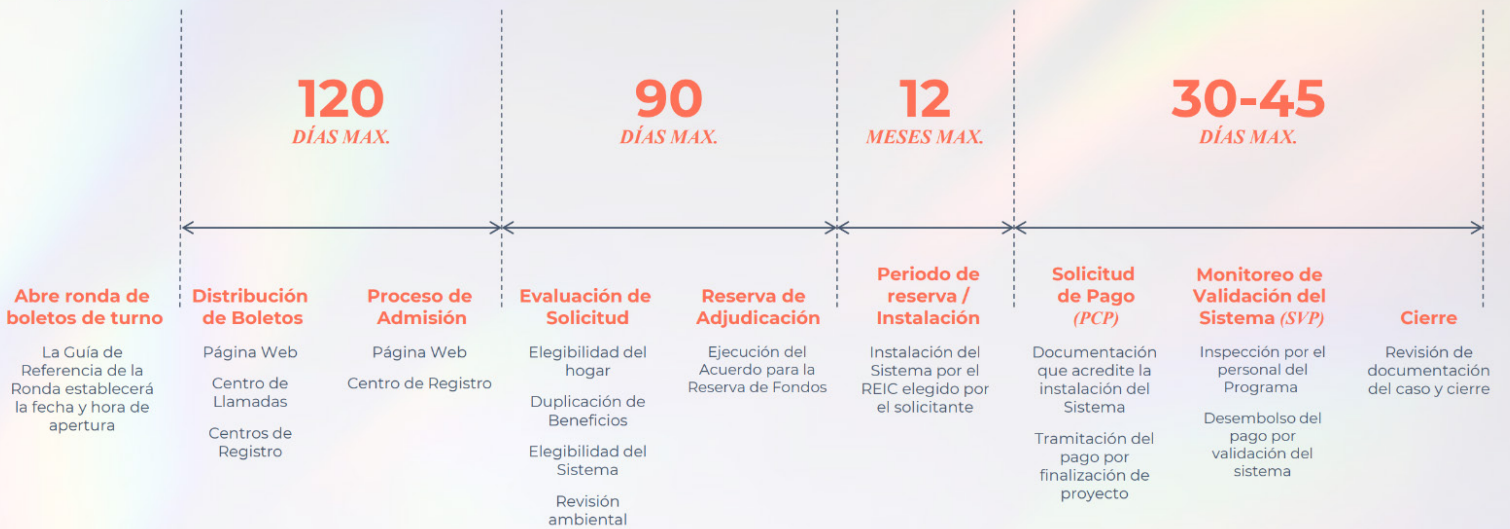 120
DÍAS MAX.
90
DÍAS MAX.
12
MESES MAX.
30-45
DÍAS MAX.
Abre ronda de
boletos de turno
La Guía de
Referencia de la
Ronda establecerá
la fecha y hora de
apertura
Distribución
de Boletos
Página Web
Centro de
Llamadas
Centros de
Registro
Proceso de
Admisión
Página Web
Centro de Registro
Evaluación de
Solicitud
Elegibilidad del
hogar
Duplicación de
Beneficios
Elegibilidad del
Sistema
Revisión
ambiental
Reserva de
Adjudicación
Ejecución del
Acuerdo para la
Reserva de Fondos
Periodo de
reserva /
Instalación
Instalación del
Sistema por el
REIC elegido por
el solicitante
Solicitud
de Pago
(PCP)
Documentación
que acredite la
instalación del
Sistema
Tramitación del
pago por
finalización de
proyecto
Monitoreo de
Validación del
Sistema (SVP)
Inspección por el
personal del
Programa
Desembolso del
pago por
validación del
sistema
Cierre
Revisión de
documentación
del caso y cierre